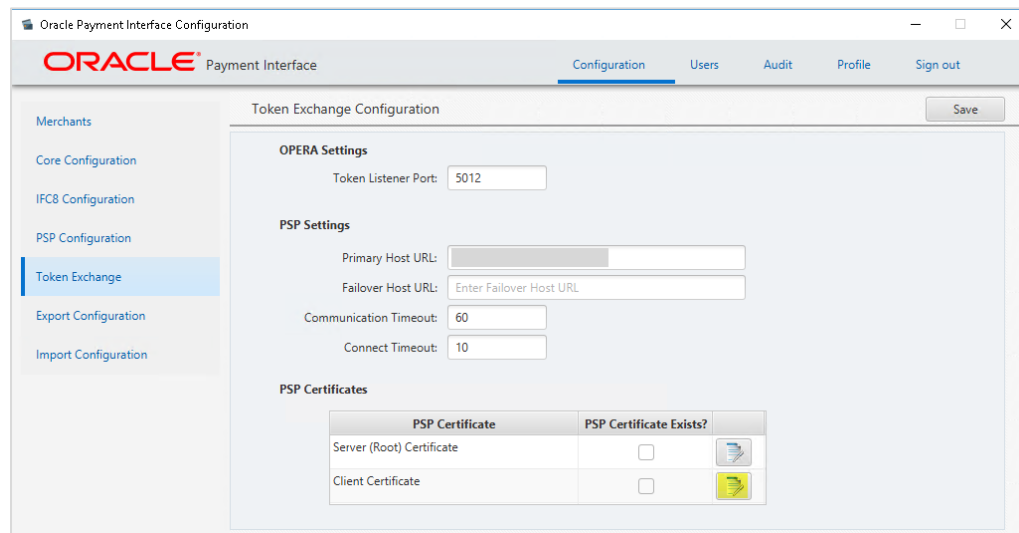 Oracle Payment Interface Configuration
ORACLE® Payment Interface
Configuration Users Audit Profile Sign out
Merchants
Core Configuration
IFC8 Configuration
PSP Configuration
Token Exchange
Export Configuration
Import Configuration
Token Exchange Configuration Save
OPERA Settings
Token Listener Port: 5012
PSP Settings
Primary Host URL:
Failover Host URL: Enter Failover Host URL
Communication Timeout: 60
Connect Timeout: 10
PSP Certificates
PSP Certificate PSP Certificate Exists?
Server (Root) Certificate
Client Certificate